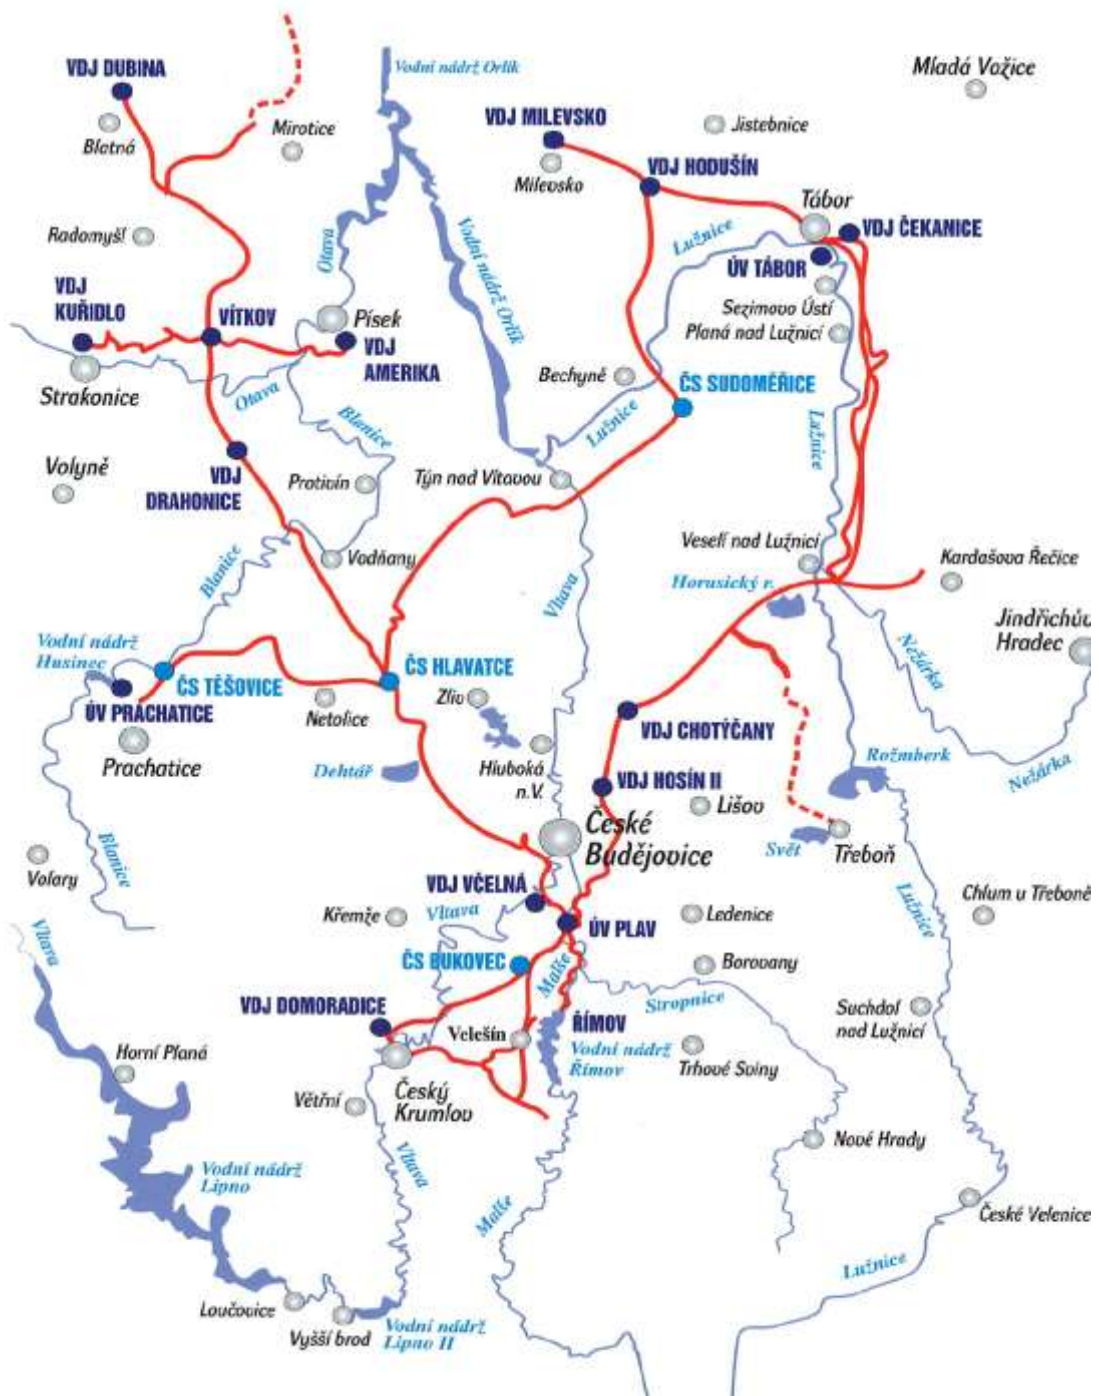 Vodní nádrž Orlík
Mladá Vožice
VDJ DUBINA
Blatná
Mirotice
VDJ MILEVSKO
Jistebnice
Milevsko
VDJ HODUŠÍN
Tábor
VDJ ČEKANICE
Radomyšl
Otava
Vodní nádrž Orlík
Lužnice
ÚV TÁBOR
Sezimovo Ústí
Planá nad Lužnicí
VDJ
KUŘIDLO
VÍTKOV
Písek
VDJ
AMERIKA
Strakonice
Otava
Blanice
Bechyně
Lužnice
ČS SUDOMĚŘICE
Lužnice
Volyně
VDJ
DRAHONICE
Protivín
Týn nad Vltavou
Blanice
Vodňany
Vltava
Veselí nad Lužnicí
Horusický r.
Kardašova Řečice
Jindřichův
Hradec
Nežárka
Nežárka
Vodní nádrž
Husinec
ČS TĚŠOVICE
ÚV PRACHATICE
Prachatice
Netolice
ČS HLAVATCE
Zliv
Dehtář
Hluboká
n.V.
VDJ CHOTÝČANY
VDJ HOSÍN II
Lišov
Rožmberk
Svět
Třeboň
České
Budějovice
Volary
Blanice
VDJ VČELNÁ
Křemže
Vltava
ÚV PLAV
Ledenice
Lužnice
Chlum u Třeboně
Vltava
ČS BUKOVEC
Malše
Borovany
Stropnice
VDJ DOMORADICE
Velešín
ŘÍMOV
Vodní nádrž
Římov
Suchdol
nad Lužnicí
Trhové Sviny
Horní Planá
Český
Krumlov
Větřní
Nové Hrady
Vltava
Vodní nádrž
Lipno
Malše
České Velenice
Lužnice
Loučovice
Vyšší brod
Vodní nádrž
Lipno II